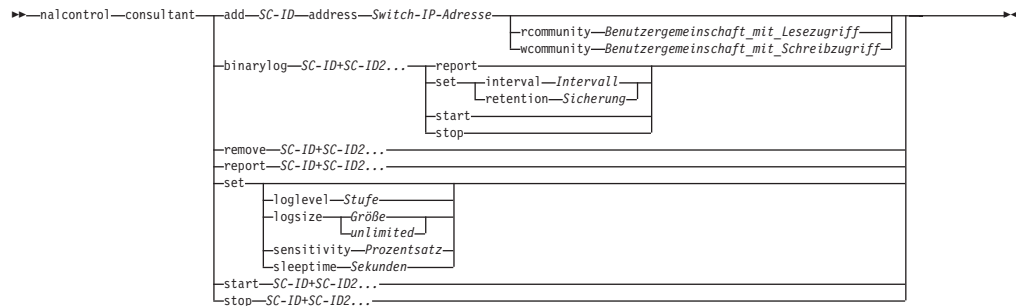 nalcontrol consultant add SC-ID address Switch-IP-Adresse
rcommunity Benutzergemeinschaft_mit_Lesezugriff
wcommunity Benutzergemeinschaft_mit_Schreibzugriff
binarylog SC-ID+SC-ID2... report
set interval Intervall
retention Sicherung
start
stop
remove SC-ID+SC-ID2...
report SC-ID+SC-ID2...
set
loglevel Stufe
logsize Größe
unlimited
sensitivity Prozentsatz
sleeptime Sekunden
start SC-ID+SC-ID2...
stop SC-ID+SC-ID2...